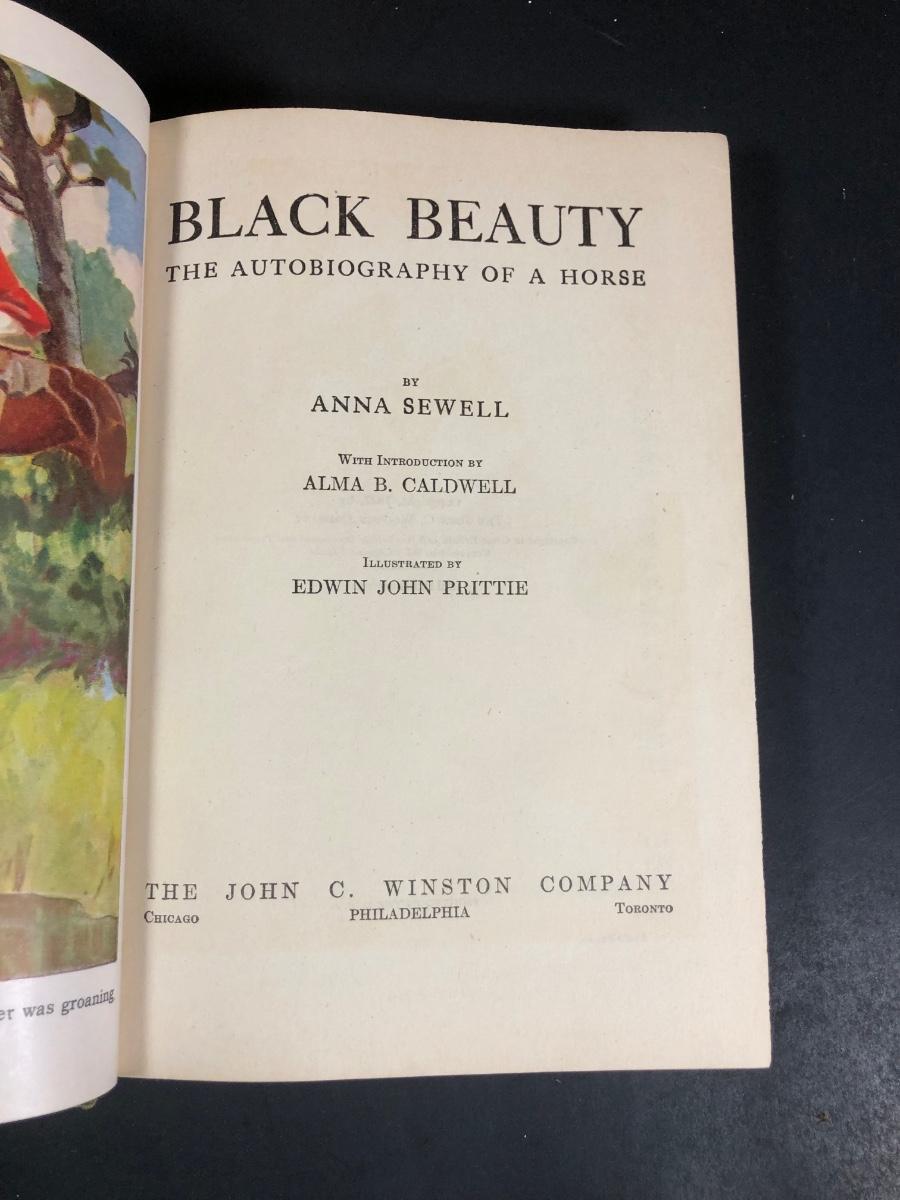 BLACK BEAUTY
THE AUTOBIOGRAPHY OF A HORSE
BY
ANNA SEWELL
WITH INTRODUCTION BY
ALMA B. CALDWELL
ILLUSTRATED BY
EDWIN JOHN PRITTIE
THE JOHN C. WINSTON COMPANY
CHICAGO PHILADELPHIA TORONTO
was groaning